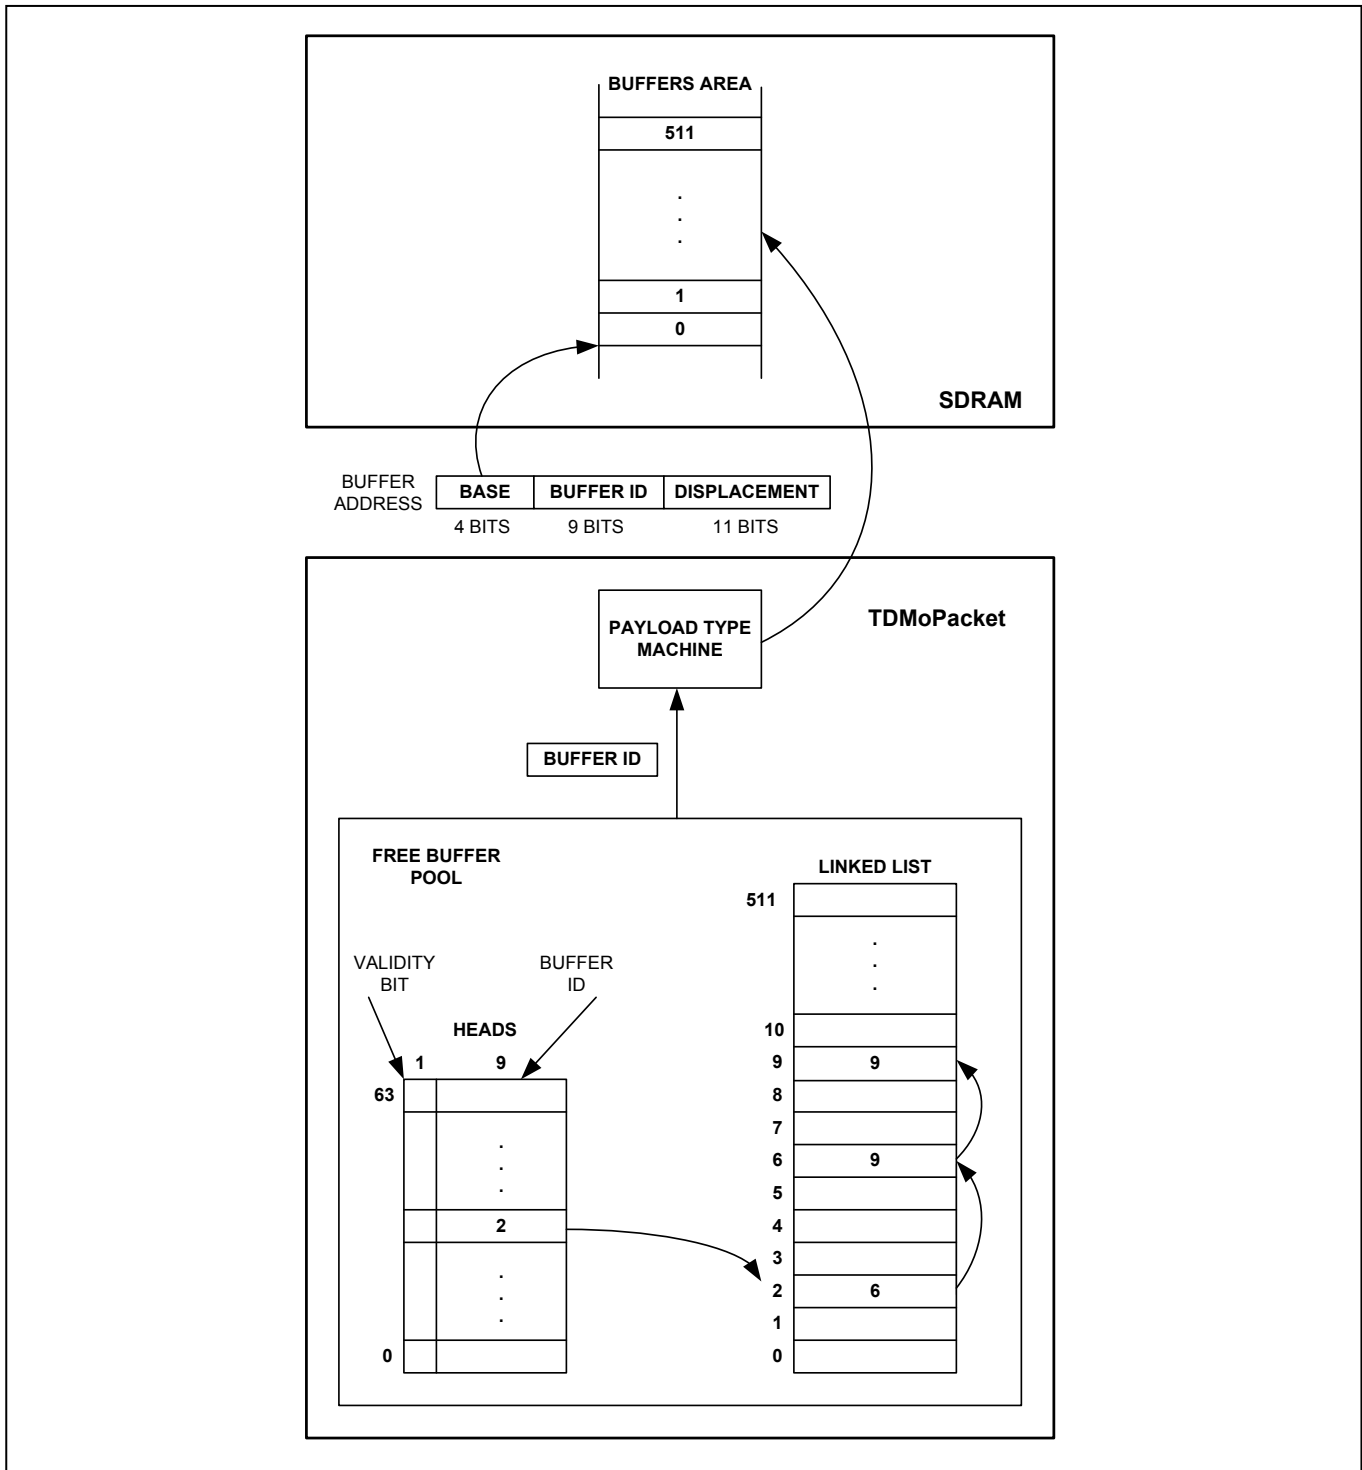 BUFFERS AREA
511
.
.
.
1
0
SDRAM
BUFFER
ADDRESS
BASE BUFFER ID DISPLACEMENT
4 BITS 9 BITS 11 BITS
TDMoPacket
PAYLOAD TYPE
MACHINE
BUFFER ID
FREE BUFFER
POOL
VALIDITY
BIT
BUFFER
ID
HEADS
1 9
63
.
.
.
2
.
.
.
0
LINKED LIST
511
.
.
.
10
9 9
8
7
6 9
5
4
3
2 6
1
0